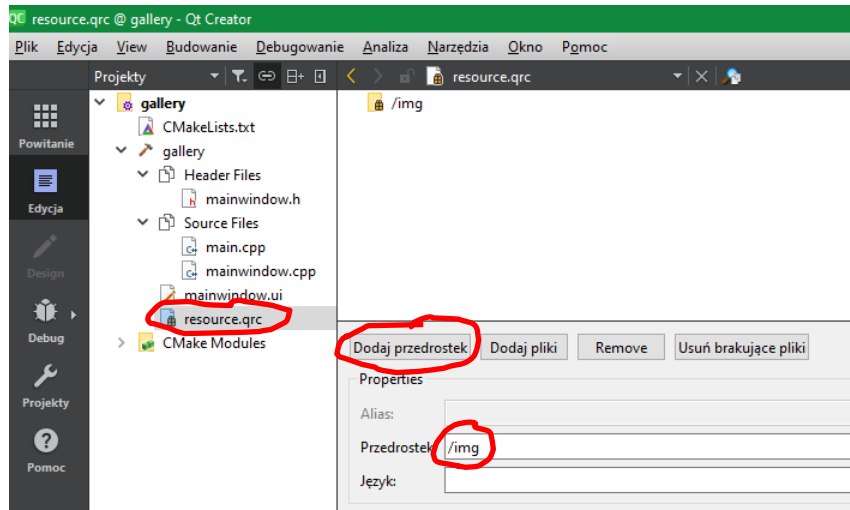 QC resource.qrc @ gallery - Qt Creator
Plik Edycja View Budowanie Debugowanie Analiza Narzędzia Okno Pomoc
Projekty resource.qrc
Powitanie
Edycja
Design
Debug
Projekty
Pomoc
gallery
CMakeLists.txt
gallery
Header Files
mainwindow.h
Source Files
main.cpp
mainwindow.cpp
mainwindow.ui
resource.qrc
CMake Modules
/img
Dodaj przedrostek Dodaj pliki Remove Usuń brakujące pliki
Properties
Alias:
Przedrostek /img
Język: